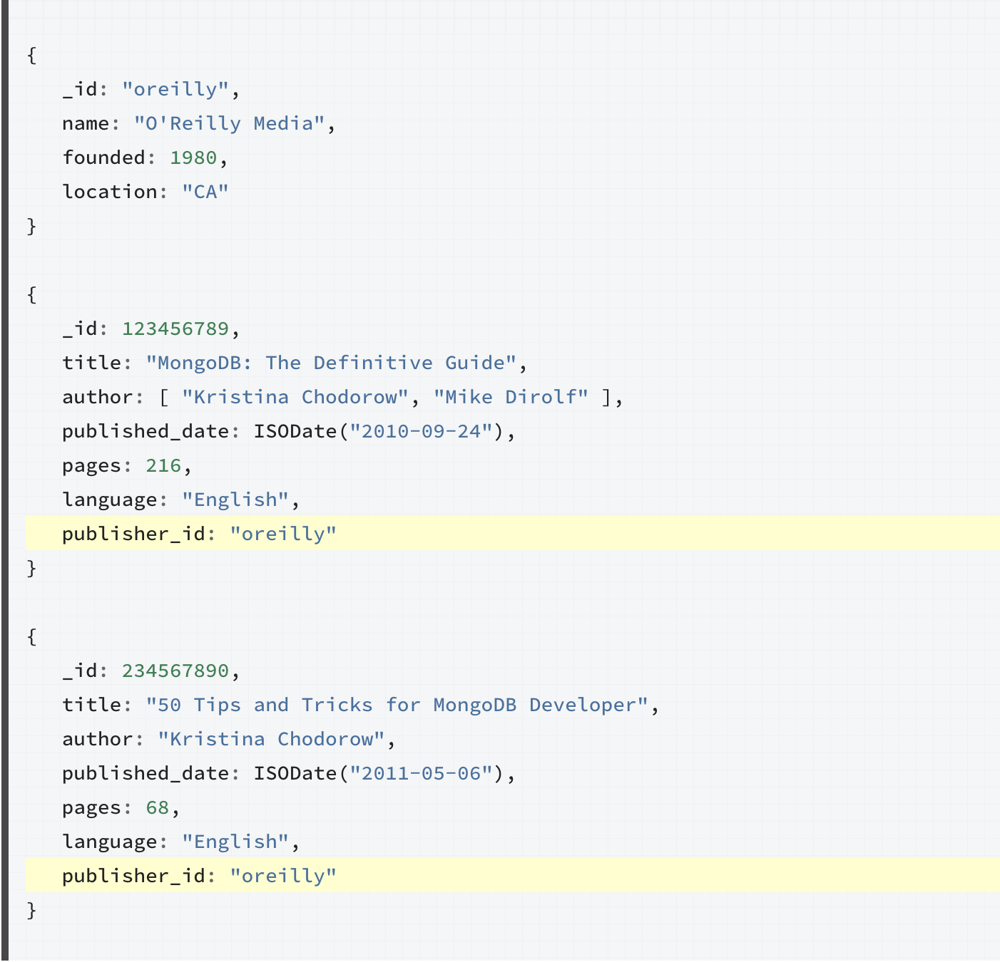 {
   _id: "oreilly",
   name: "O'Reilly Media",
   founded: 1980,
   location: "CA"
}
{
   _id: 123456789,
   title: "MongoDB: The Definitive Guide",
   author: [ "Kristina Chodorow", "Mike Dirolf" ],
   published_date: ISODate("2010-09-24"),
   pages: 216,
   language: "English",
   publisher_id: "oreilly"
}
{
   _id: 234567890,
   title: "50 Tips and Tricks for MongoDB Developer",
   author: "Kristina Chodorow",
   published_date: ISODate("2011-05-06"),
   pages: 68,
   language: "English",
   publisher_id: "oreilly"
}